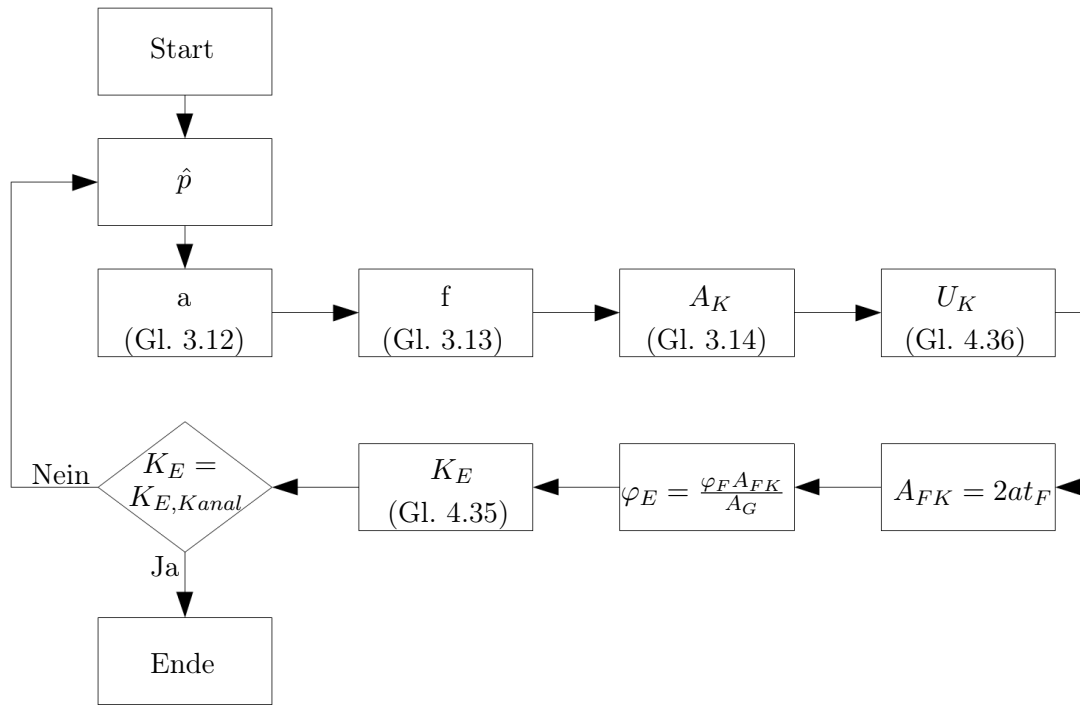 Start
p̂
a
(Gl. 3.12)
f
(Gl. 3.13)
A_K
(Gl. 3.14)
U_K
(Gl. 4.36)
A_{FK} = 2at_F
φ_E = \frac{φ_F A_{FK}}{A_G}
K_E
(Gl. 4.35)
K_E =
K_{E,Kanal}
Nein
Ja
Ende